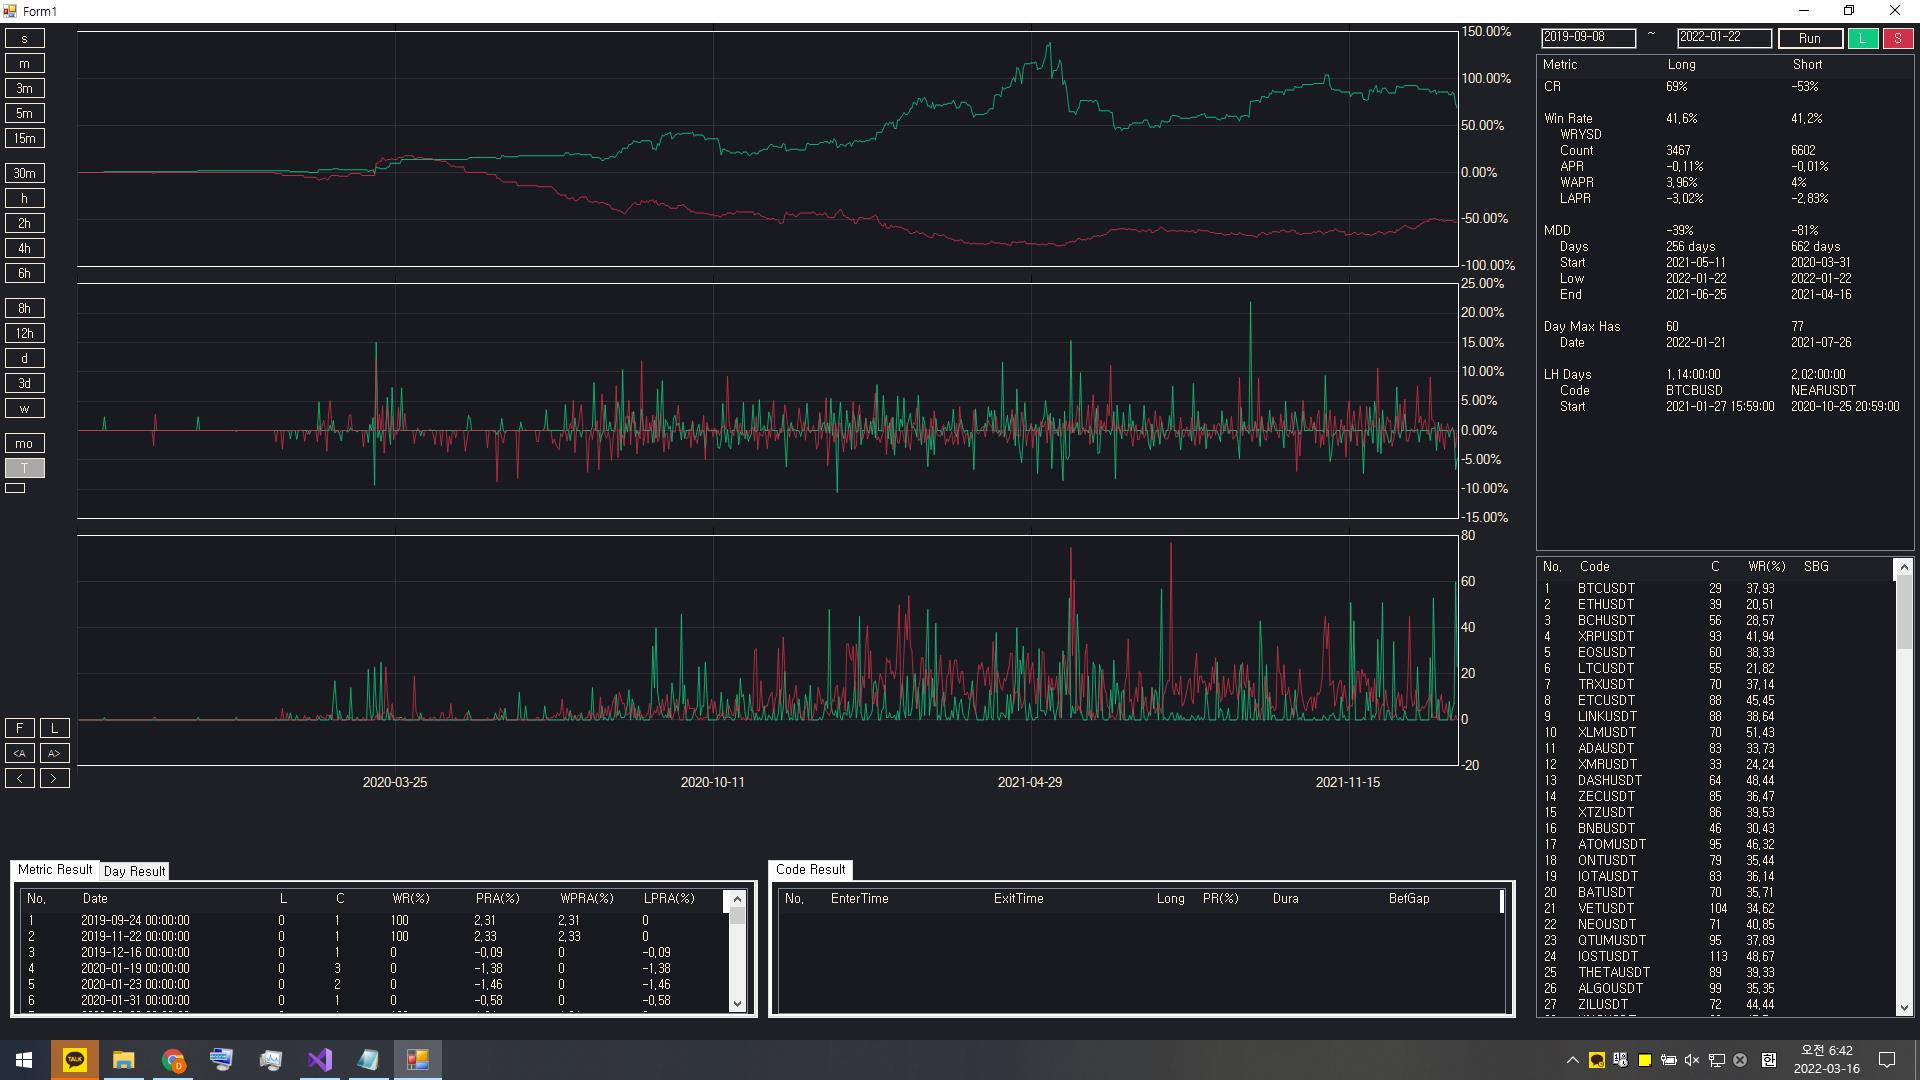 Form1
s
m
3m
5m
15m
30m
h
2h
4h
6h
8h
12h
d
3d
w
mo
T
F L
<A A>
< >
150.00%
100.00%
50.00%
0.00%
-50.00%
-100.00%
25.00%
20.00%
15.00%
10.00%
5.00%
0.00%
-5.00%
-10.00%
-15.00%
80
60
40
20
0
-20
2020-03-25 2020-10-11 2021-04-29 2021-11-15
2019-09-08 ~ 2022-01-22 Run L S
Metric Long Short
CR 69% -53%
Win Rate 41,6% 41,2%
WRYSD
Count 3467 6602
APR -0,11% -0,01%
WAPR 3,96% 4%
LAPR -3,02% -2,83%
MDD -39% -81%
Days 256 days 662 days
Start 2021-05-11 2020-03-31
Low 2022-01-22 2022-01-22
End 2021-06-25 2021-04-16
Day Max Has 60 77
Date 2022-01-21 2021-07-26
LH Days 1,14:00:00 2,02:00:00
Code BTCBUSD NEARUSDT
Start 2021-01-27 15:59:00 2020-10-25 20:59:00
No, Code C WR(%) SBG
1 BTCUSDT 29 37,93
2 ETHUSDT 39 20,51
3 BCHUSDT 56 28,57
4 XRPUSDT 93 41,94
5 EOSUSDT 60 38,33
6 LTCUSDT 55 21,82
7 TRXUSDT 70 37,14
8 ETCUSDT 88 45,45
9 LINKUSDT 88 38,64
10 XLMUSDT 70 51,43
11 ADAUSDT 83 33,73
12 XMRUSDT 33 24,24
13 DASHUSDT 64 48,44
14 ZECUSDT 85 36,47
15 XTZUSDT 86 39,53
16 BNBUSDT 46 30,43
17 ATOMUSDT 95 46,32
18 ONTUSDT 79 35,44
19 IOTAUSDT 83 36,14
20 BATUSDT 70 35,71
21 VETUSDT 104 34,62
22 NEOUSDT 71 40,85
23 QTUMUSDT 95 37,89
24 IOSTUSDT 113 48,67
25 THETAUSDT 89 39,33
26 ALGOUSDT 99 35,35
27 ZILUSDT 72 44,44
Metric Result Day Result
No, Date L C WR(%) PRA(%) WPRA(%) LPRA(%)
1 2019-09-24 00:00:00 0 1 100 2,31 2,31 0
2 2019-11-22 00:00:00 0 1 100 2,33 2,33 0
3 2019-12-16 00:00:00 0 1 0 -0,09 0 -0,09
4 2020-01-19 00:00:00 0 3 0 -1,38 0 -1,38
5 2020-01-23 00:00:00 0 2 0 -1,46 0 -1,46
6 2020-01-31 00:00:00 0 1 0 -0,58 0 -0,58
Code Result
No, EnterTime ExitTime Long PR(%) Dura BefGap
TALK
오전 6:42
2022-03-16